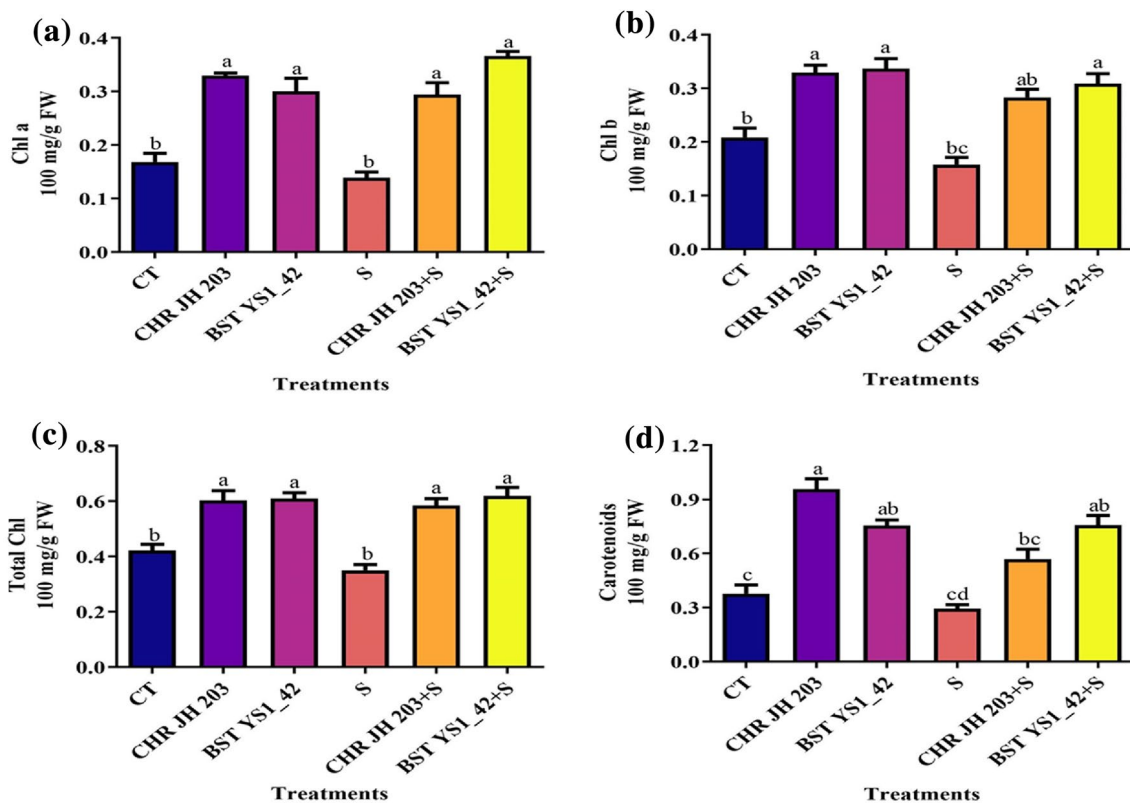 (a)
Chl a
100 mg/g FW
0.4
0.3
0.2
0.1
0.0
b
a
a
b
a
a
CT
CHR JH 203
BST YS1_42
S
CHR JH 203+S
BST YS1_42+S
Treatments
(b)
Chl b
100 mg/g FW
0.4
0.3
0.2
0.1
0.0
b
a
a
bc
ab
a
CT
CHR JH 203
BST YS1_42
S
CHR JH 203+S
BST YS1_42+S
Treatments
(c)
Total Chl
100 mg/g FW
0.8
0.6
0.4
0.2
0.0
b
a
a
b
a
a
CT
CHR JH 203
BST YS1_42
S
CHR JH 203+S
BST YS1_42+S
Treatments
(d)
Carotenoids
100 mg/g FW
1.2
0.9
0.6
0.3
0.0
c
a
ab
cd
bc
ab
CT
CHR JH 203
BST YS1_42
S
CHR JH 203+S
BST YS1_42+S
Treatments